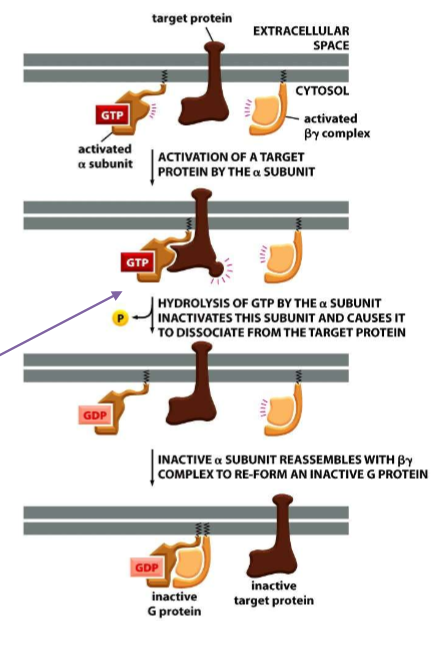 target protein
EXTRACELLULAR
SPACE
CYTOSOL
GTP
activated
βγ complex
activated
α subunit
ACTIVATION OF A TARGET
PROTEIN BY THE α SUBUNIT
GTP
HYDROLYSIS OF GTP BY THE α SUBUNIT
P
INACTIVATES THIS SUBUNIT AND CAUSES IT
TO DISSOCIATE FROM THE TARGET PROTEIN
GDP
INACTIVE α SUBUNIT REASSEMBLES WITH βγ
COMPLEX TO RE-FORM AN INACTIVE G PROTEIN
GDP
inactive
G protein
inactive
target protein